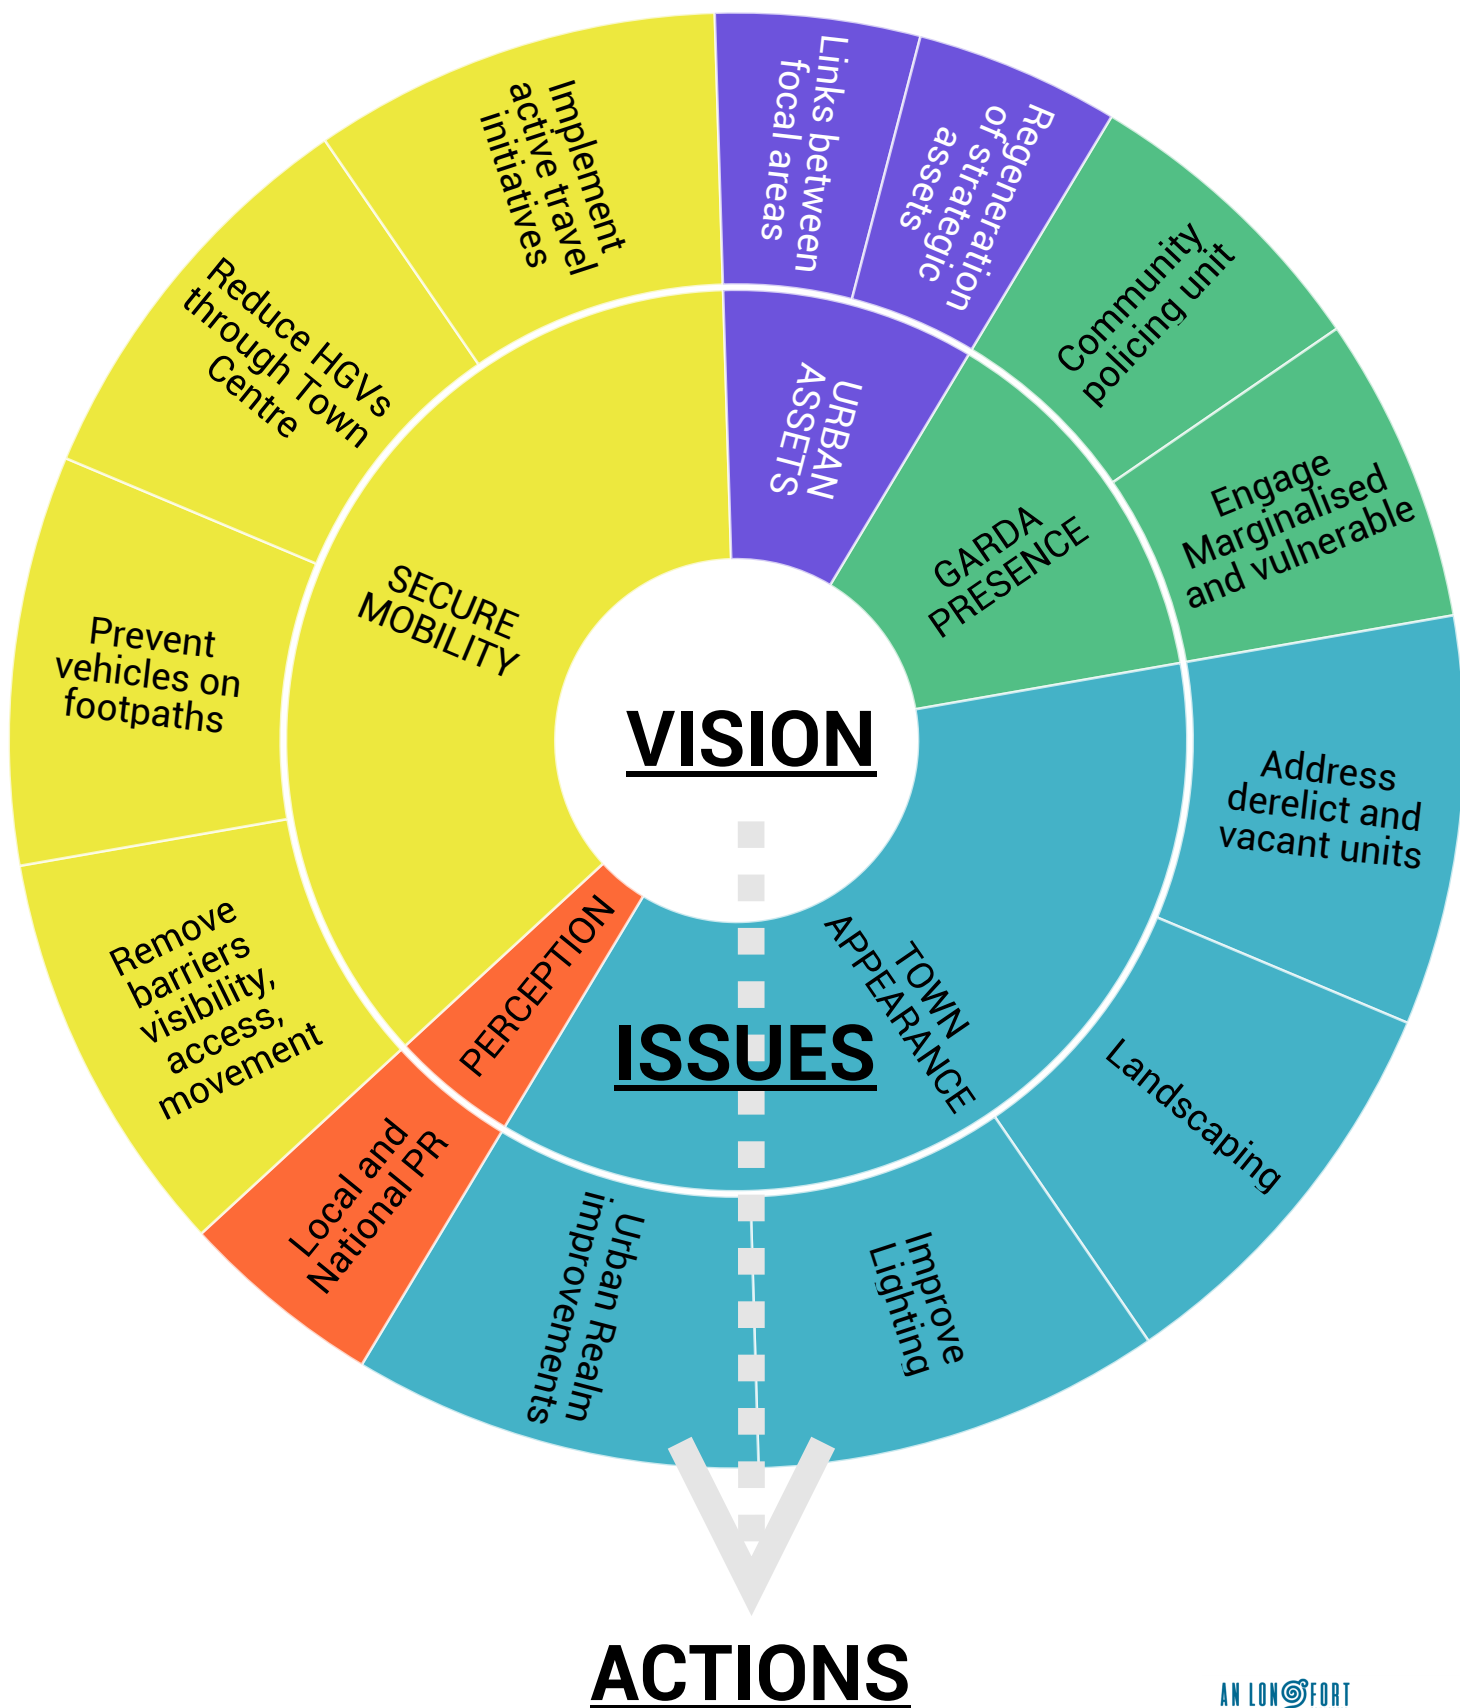 VISION
ISSUES
ACTIONS
URBAN
ASSETS
Links between
focal areas
Regeneration
of strategic
assets
GARDA
PRESENCE
Community
policing unit
Engage
Marginalised
and vulnerable
TOWN
APPEARANCE
Address
derelict and
vacant units
Landscaping
Improve
Lighting
Urban Realm
improvements
PERCEPTION
Local and
National PR
SECURE
MOBILITY
Remove
barriers
visibility,
access,
movement
Prevent
vehicles on
footpaths
Reduce HGVs
through Town
Centre
Implement
active travel
initiatives
AN LONGFORT